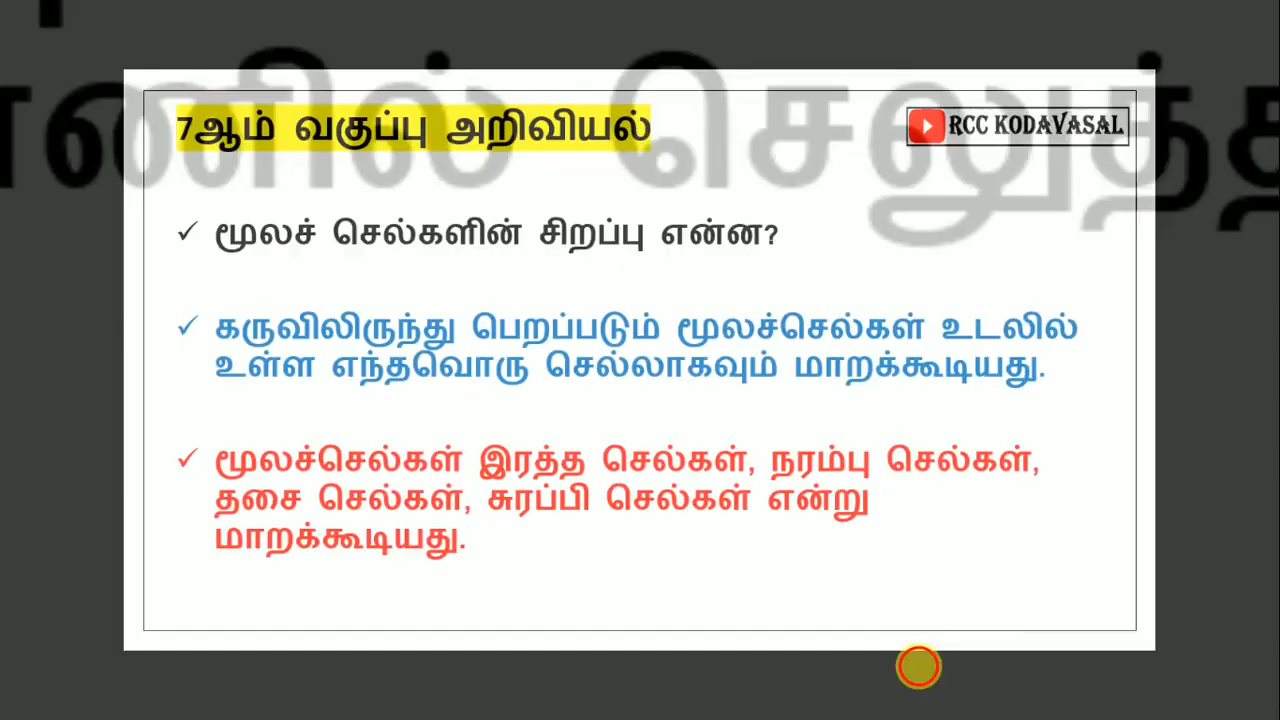 7ஆம் வகுப்பு அறிவியல்
RCC KODAVASAL
✓ மூலச் செல்களின் சிறப்பு என்ன?
✓ கருவிலிருந்து பெறப்படும் மூலச்செல்கள் உடலில்
உள்ள எந்தவொரு செல்லாகவும் மாறக்கூடியது.
✓ மூலச்செல்கள் இரத்த செல்கள், நரம்பு செல்கள்,
தசை செல்கள், சுரப்பி செல்கள் என்று
மாறக்கூடியது.